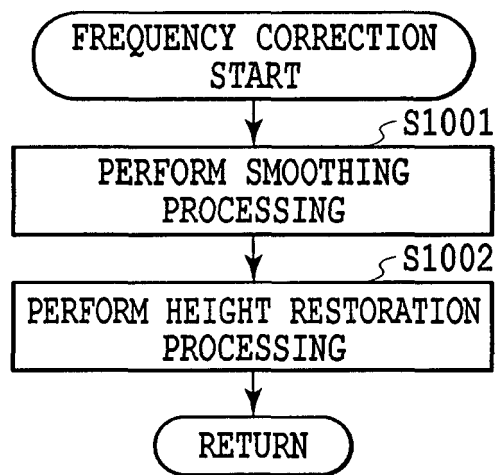 FREQUENCY CORRECTION
START
S1001
PERFORM SMOOTHING
PROCESSING
S1002
PERFORM HEIGHT RESTORATION
PROCESSING
RETURN